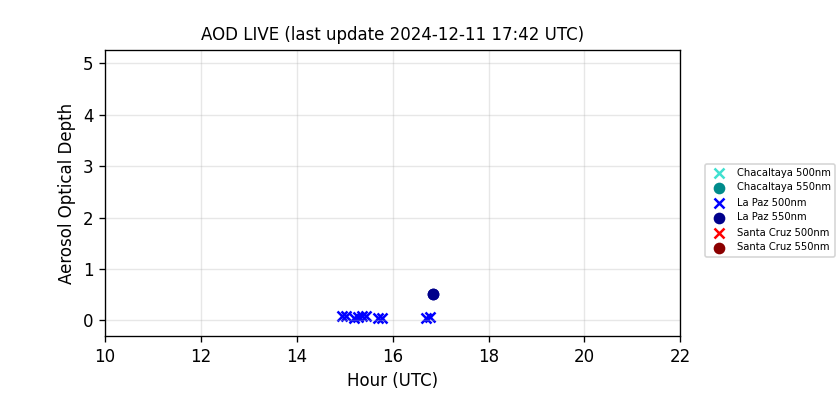 AOD LIVE (last update 2024-12-11 17:42 UTC)
Aerosol Optical Depth
5
4
3
2
1
0
10 12 14 16 18 20 22
Hour (UTC)
Chacaltaya 500nm
Chacaltaya 550nm
La Paz 500nm
La Paz 550nm
Santa Cruz 500nm
Santa Cruz 550nm